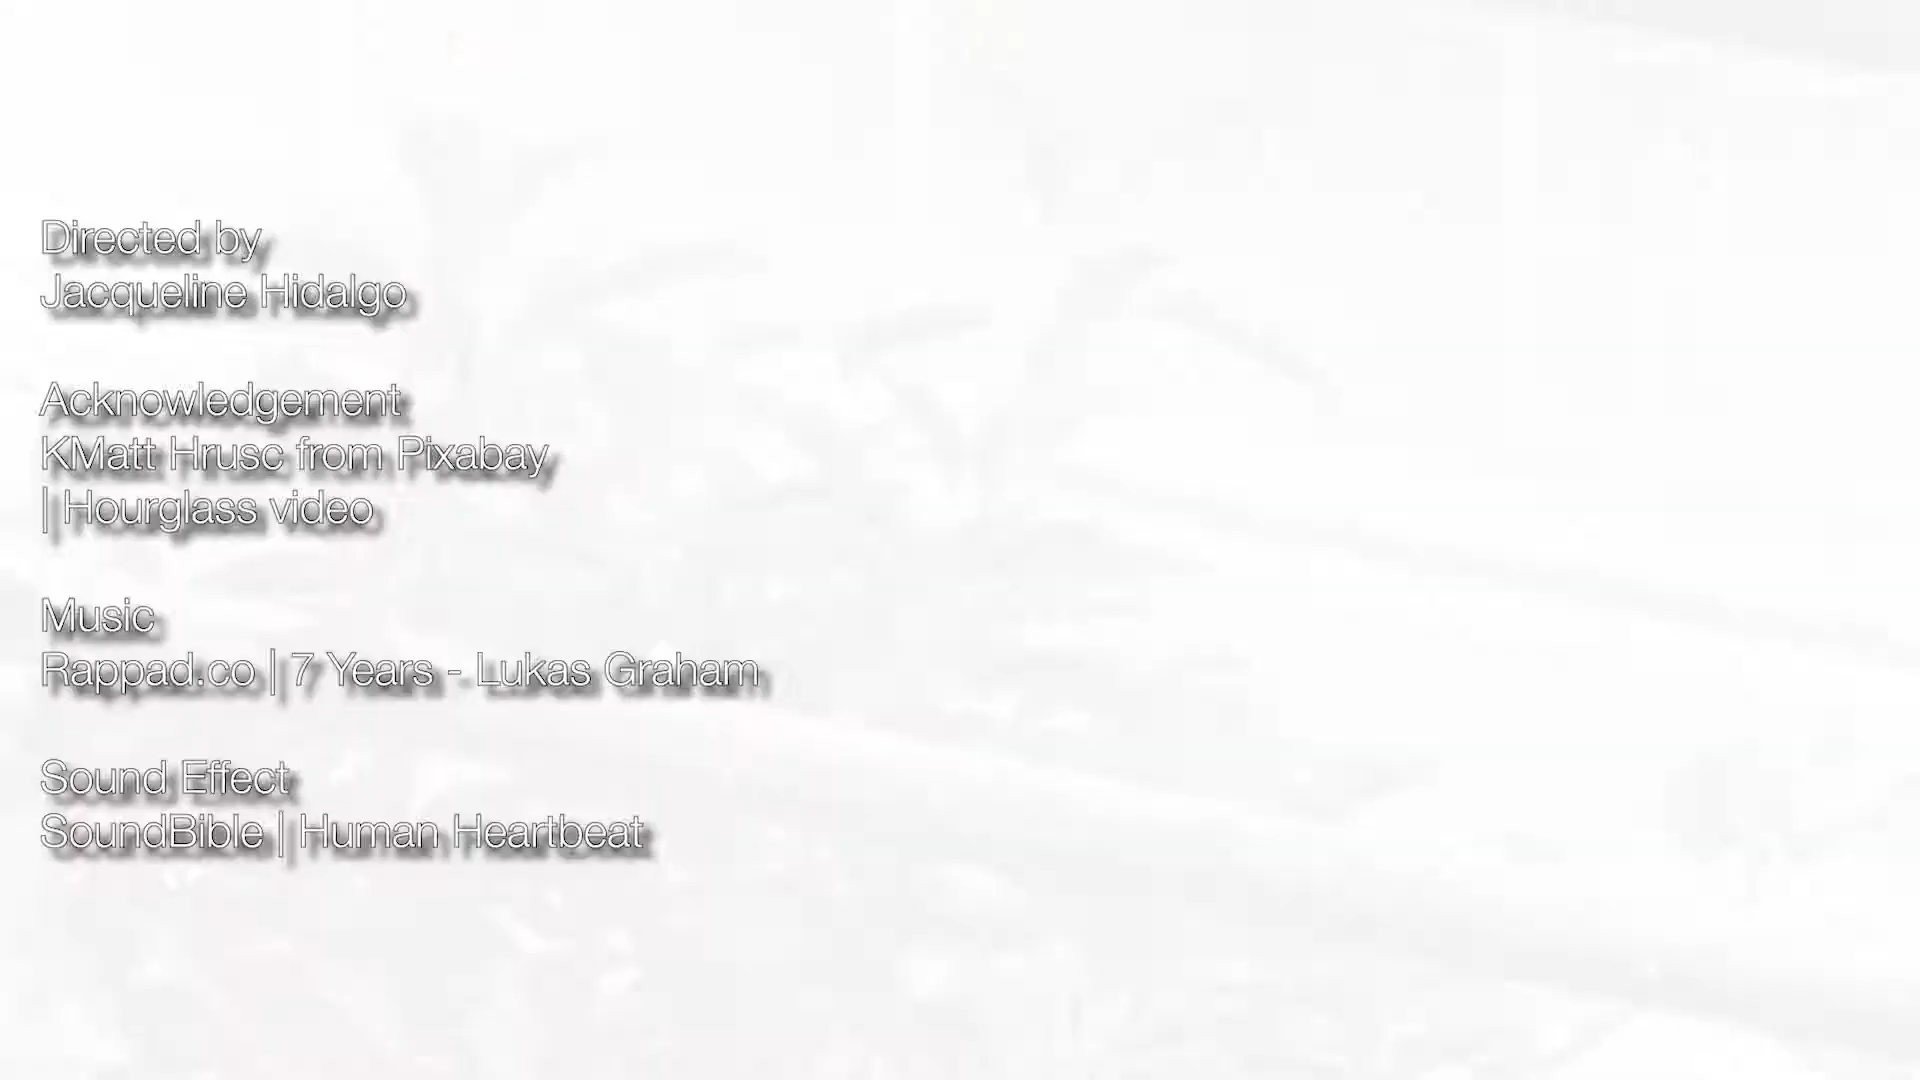 Directed by
Jacqueline Hidalgo
Acknowledgement
KMatt Hrusc from Pixabay
| Hourglass video
Music
Rappad.co | 7 Years - Lukas Graham
Sound Effect
SoundBible | Human Heartbeat